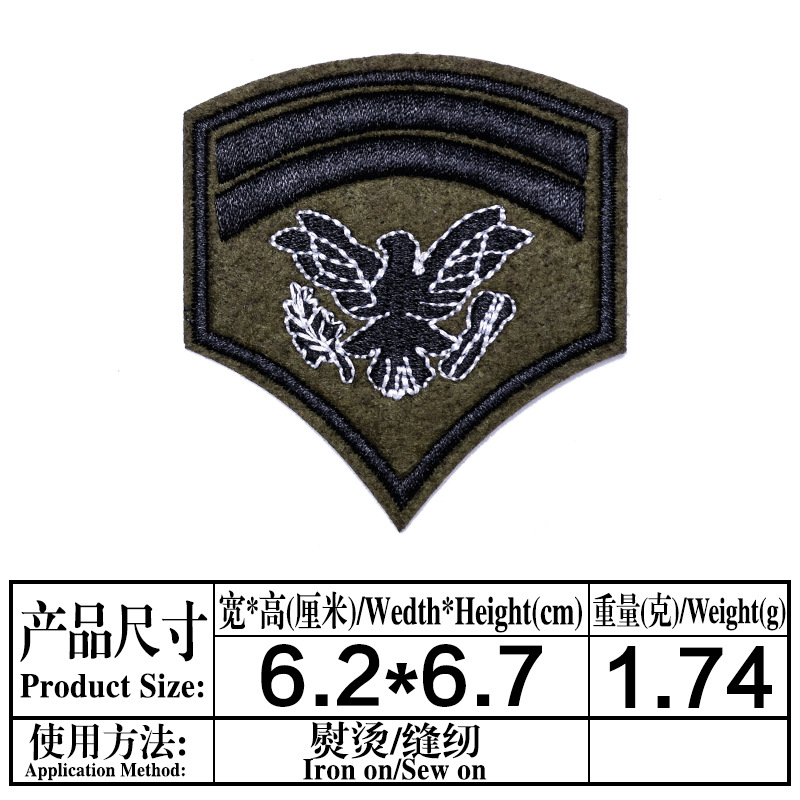 产品尺寸
Product Size:
宽*高(厘米)/Wedth*Height(cm)
重量(克)/Weight(g)
6.2*6.7
1.74
使用方法:
Application Method:
熨烫/缝纫
Iron on/Sew on